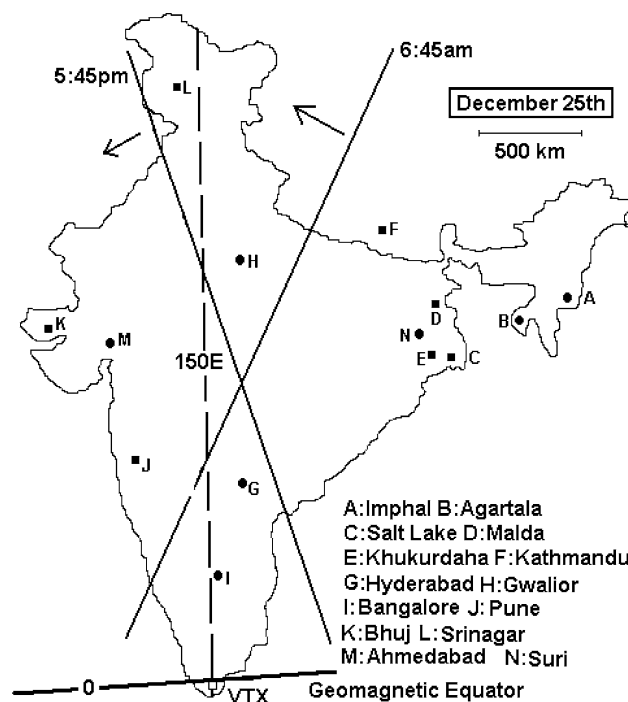 5:45pm
6:45am
L
December 25th
500 km
F
H
A
B
D
N
K
M
E
C
150E
J
G
A:Imphal B:Agartala
C:Salt Lake D:Malda
E:Khukurdaha F:Kathmandu
G:Hyderabad H:Gwalior
I
I:Bangalore J:Pune
K:Bhuj L:Srinagar
M:Ahmedabad N:Suri
0
VTX
Geomagnetic Equator